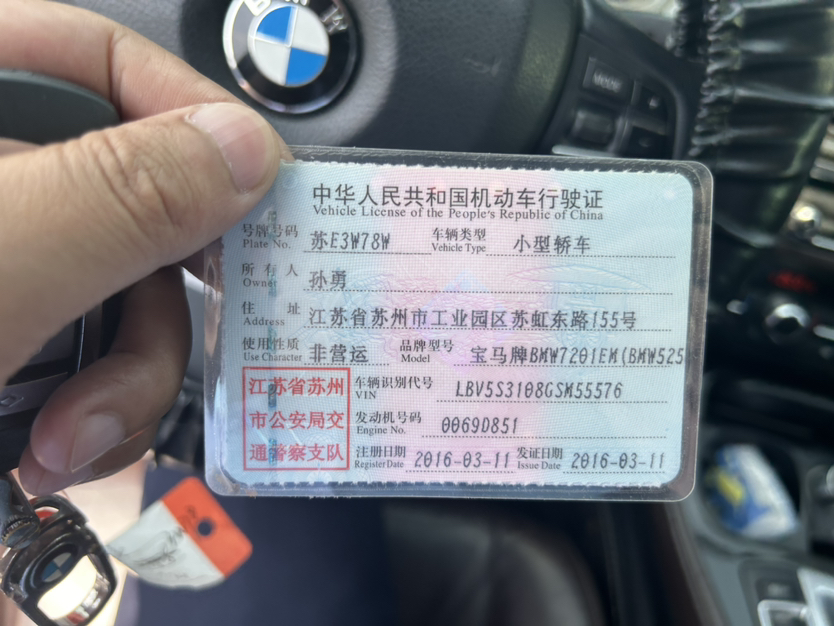 BMW
MODE
中华人民共和国机动车行驶证
Vehicle License of the People's Republic of China
号牌号码 苏E3W78W 车辆类型 小型轿车
Plate No. Vehicle Type
所有人 孙勇
Owner
住址 江苏省苏州市工业园区苏虹东路155号
Address
使用性质 非营运 品牌型号 宝马牌BMW7201EM(BMW525
Use Character Model
江苏省苏州 车辆识别代号 LBV5S3108GSM55576
VIN
市公安局交 发动机号码 0069D851
Engine No.
通警察支队 注册日期 2016-03-11 发证日期 2016-03-11
Register Date Issue Date